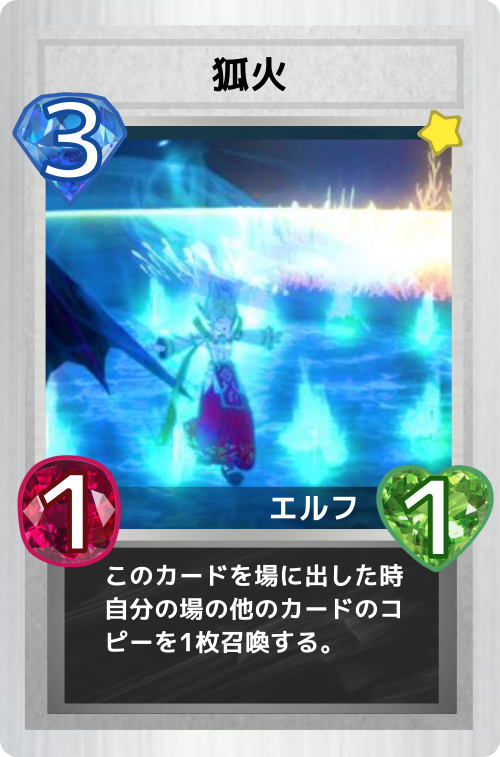 狐火
3
エルフ
1
1
このカードを場に出した時
自分の場の他のカードのコ
ピーを1枚召喚する。